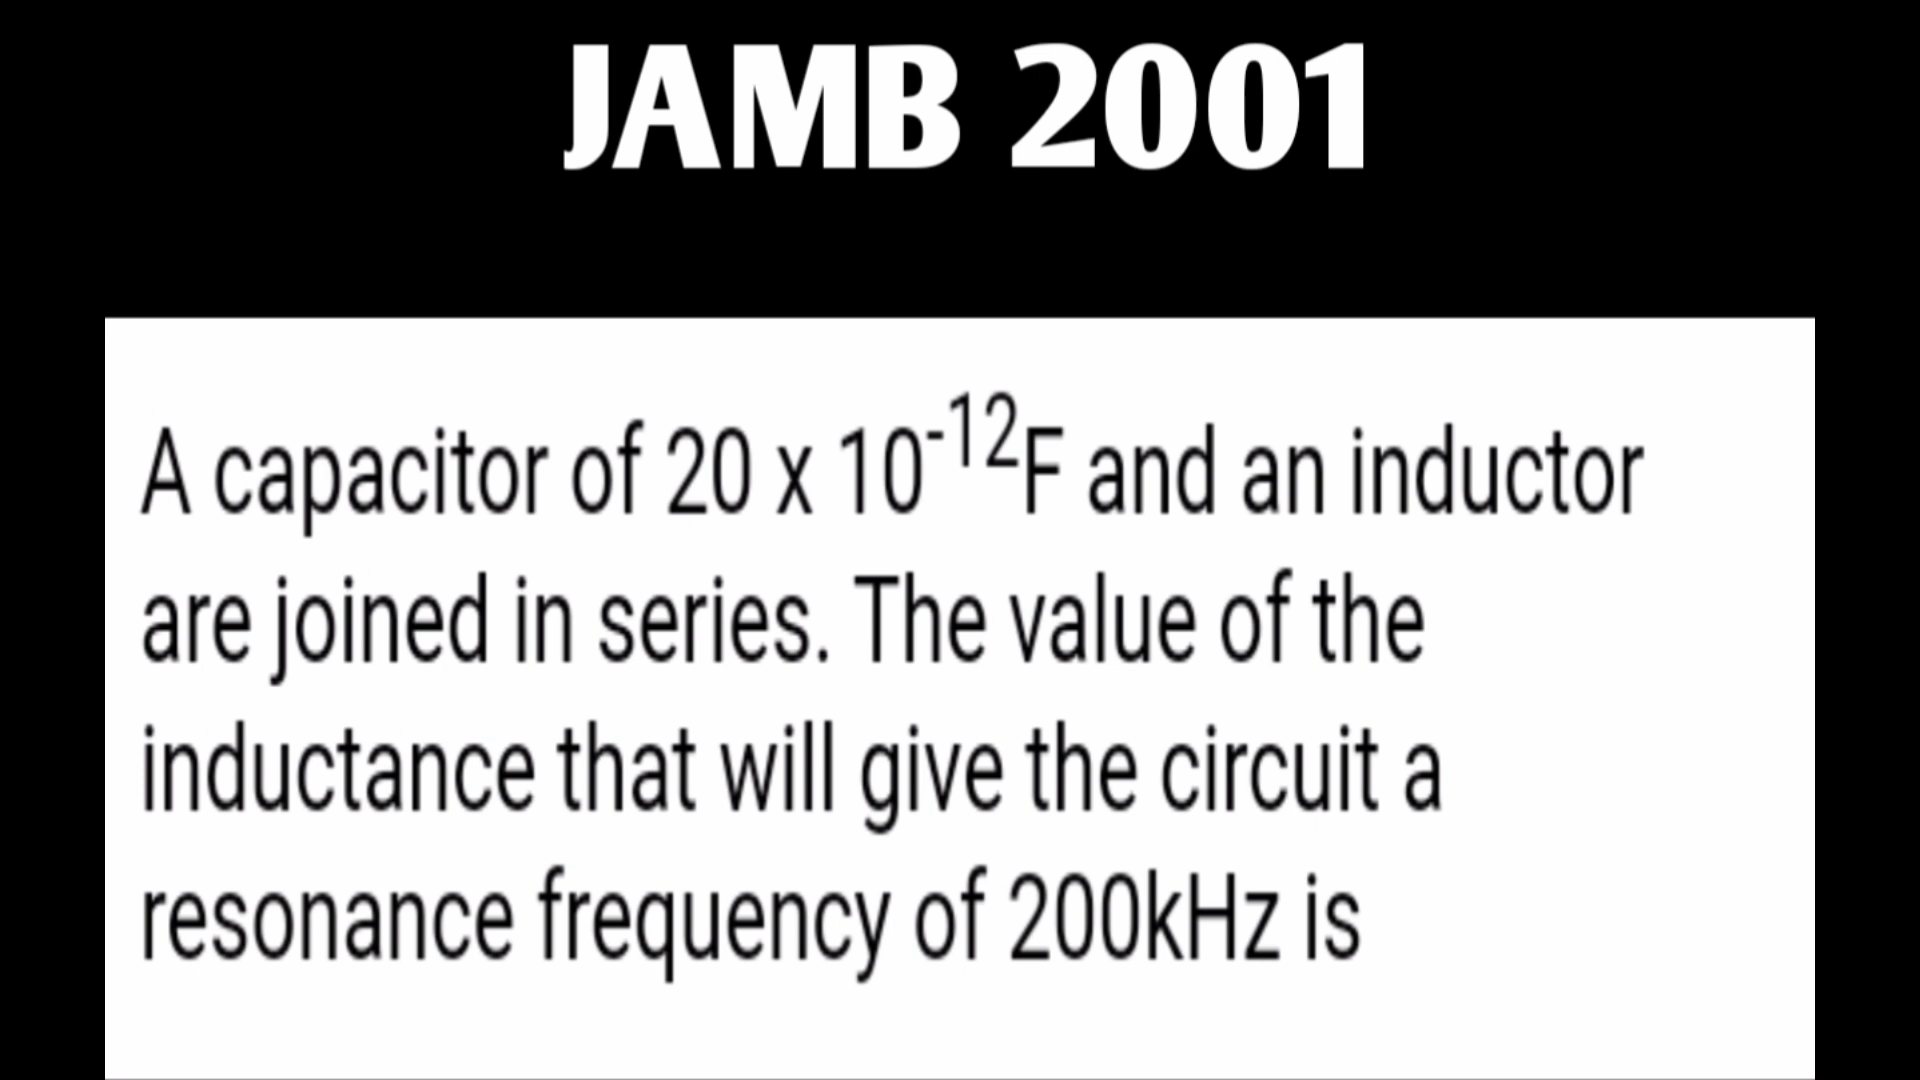 JAMB 2001
A capacitor of 20 x 10⁻¹²F and an inductor
are joined in series. The value of the
inductance that will give the circuit a
resonance frequency of 200kHz is